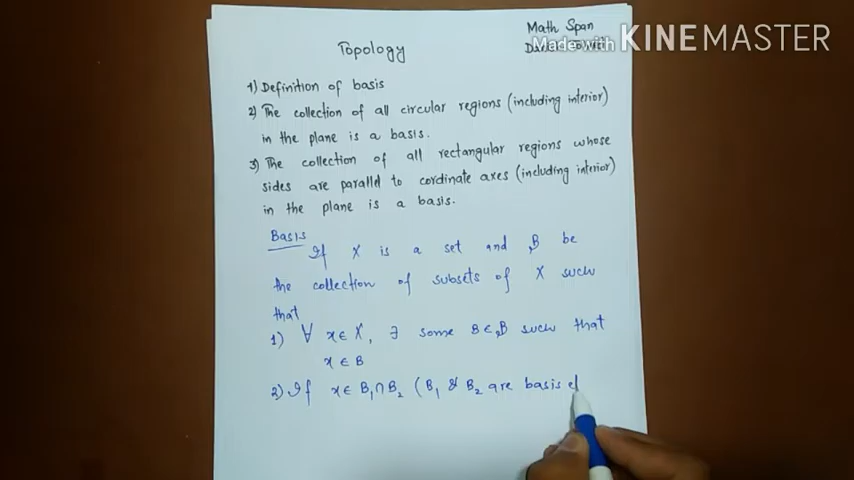 Math Span
Topology
Made with KINEMASTER
1) Definition of basis
2) The collection of all circular regions (including interior)
in the plane is a basis.
3) The collection of all rectangular regions whose
sides are parallel to cordinate axes (including interior)
in the plane is a basis.
Basis
If X is a set and B be
the collection of subsets of X such
that
1) ∀ x ∈ X, ∃ some B ∈ B such that
x ∈ B
2) If x ∈ B₁ ∩ B₂ (B₁ & B₂ are basis el